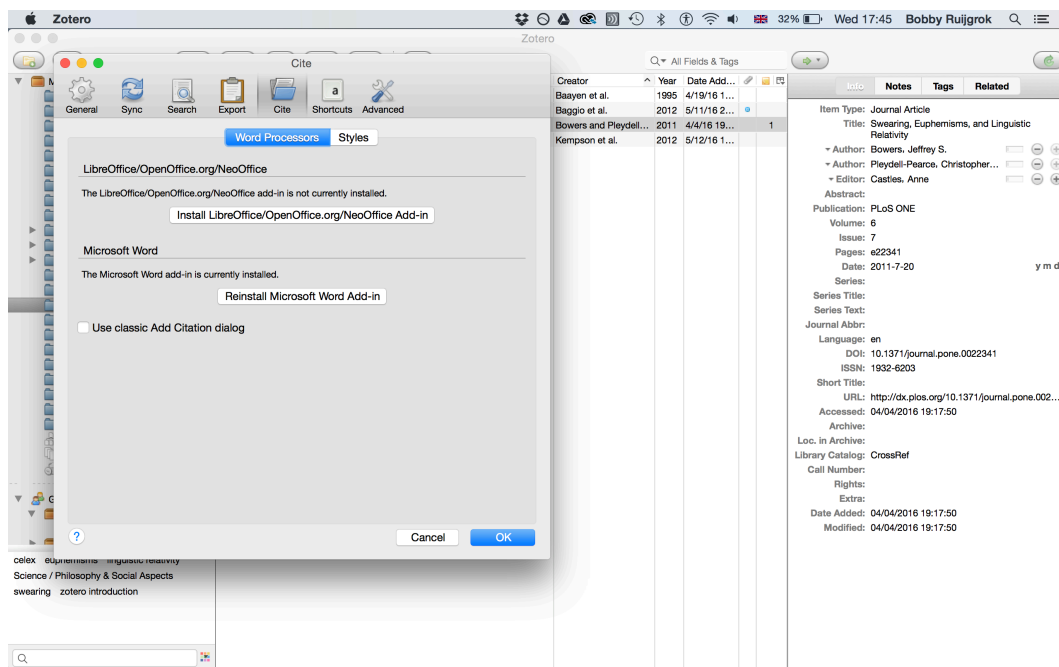 Zotero 32% Wed 17:45 Bobby Ruijgrok
Zotero
Cite
General Sync Search Export Cite Shortcuts Advanced
Word Processors Styles
LibreOffice/OpenOffice.org/NeoOffice
The LibreOffice/OpenOffice.org/NeoOffice add-in is not currently installed.
Install LibreOffice/OpenOffice.org/NeoOffice Add-in
Microsoft Word
The Microsoft Word add-in is currently installed.
Reinstall Microsoft Word Add-in
Use classic Add Citation dialog
? Cancel OK
celex euphemisms linguistic relativity
Science / Philosophy & Social Aspects
swearing zotero introduction
All Fields & Tags
Creator Year Date Add...
Baayen et al. 1995 4/19/16 1...
Baggio et al. 2012 5/11/16 2...
Bowers and Pleydell... 2011 4/4/16 19... 1
Kempson et al. 2012 5/12/16 1...
Info Notes Tags Related
Item Type: Journal Article
Title: Swearing, Euphemisms, and Linguistic
Relativity
Author: Bowers, Jeffrey S.
Author: Pleydell-Pearce, Christopher...
Editor: Castles, Anne
Abstract:
Publication: PLoS ONE
Volume: 6
Issue: 7
Pages: e22341
Date: 2011-7-20 y m d
Series:
Series Title:
Series Text:
Journal Abbr:
Language: en
DOI: 10.1371/journal.pone.0022341
ISSN: 1932-6203
Short Title:
URL: http://dx.plos.org/10.1371/journal.pone.002...
Accessed: 04/04/2016 19:17:50
Archive:
Loc. in Archive:
Library Catalog: CrossRef
Call Number:
Rights:
Extra:
Date Added: 04/04/2016 19:17:50
Modified: 04/04/2016 19:17:50